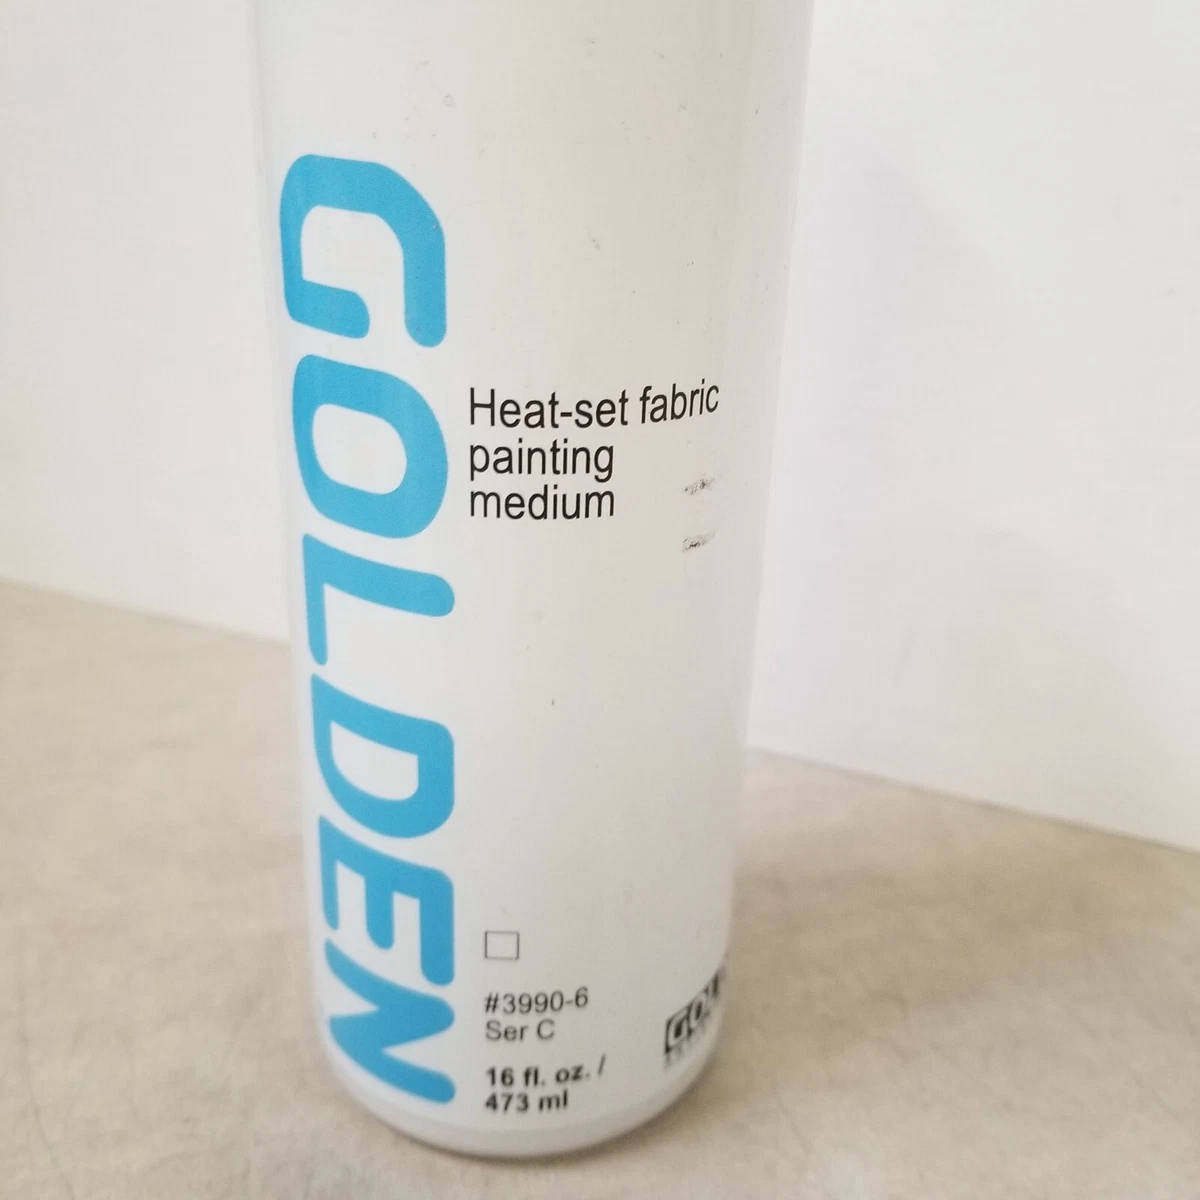 GOLDEN
Heat-set fabric
painting
medium
#3990-6
Ser C
16 fl. oz. /
473 ml